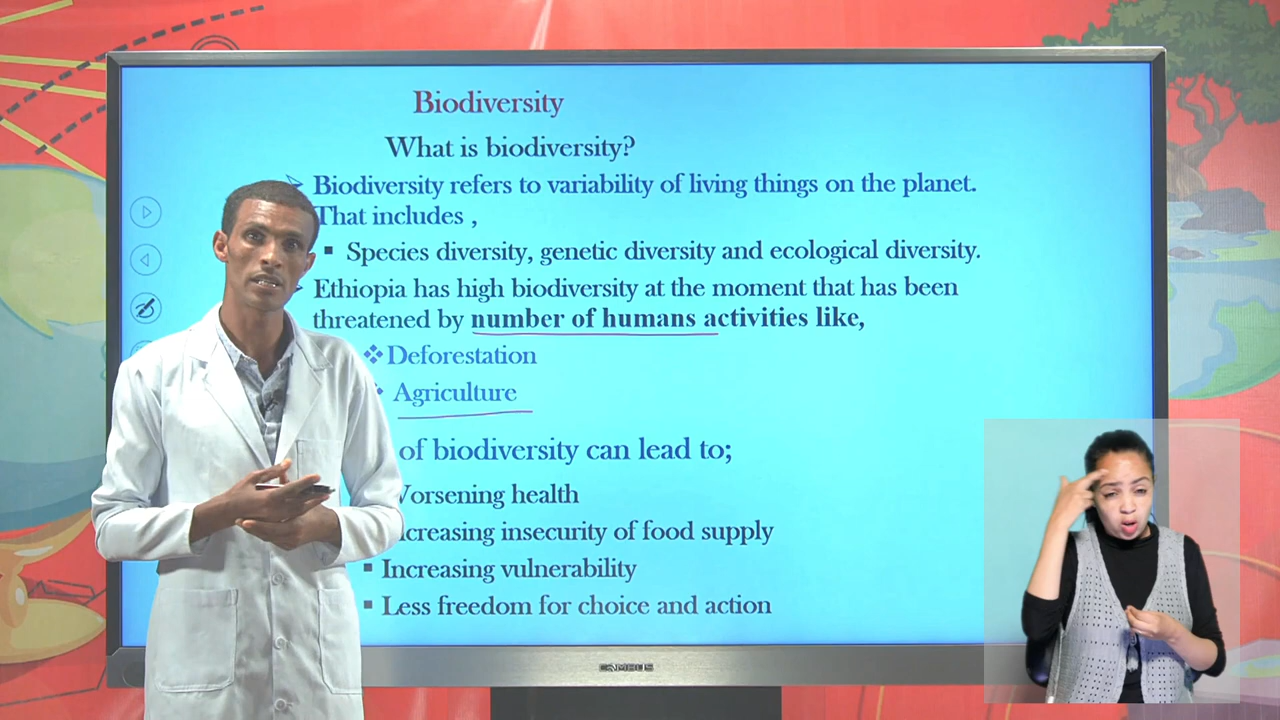 Biodiversity
What is biodiversity?
Biodiversity refers to variability of living things on the planet.
That includes ,
Species diversity, genetic diversity and ecological diversity.
Ethiopia has high biodiversity at the moment that has been
threatened by number of humans activities like,
Deforestation
Agriculture
of biodiversity can lead to;
Worsening health
ncreasing insecurity of food supply
Increasing vulnerability
Less freedom for choice and action